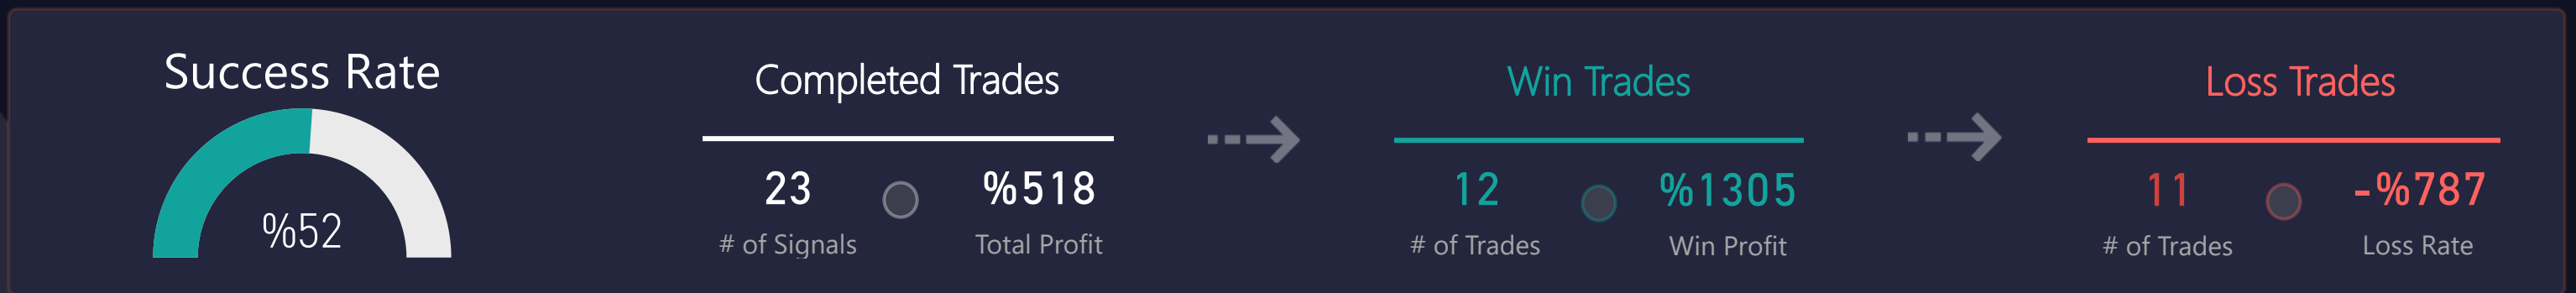 Success Rate
%52
Completed Trades
23
# of Signals
%518
Total Profit
Win Trades
12
# of Trades
%1305
Win Profit
Loss Trades
11
# of Trades
-%787
Loss Rate